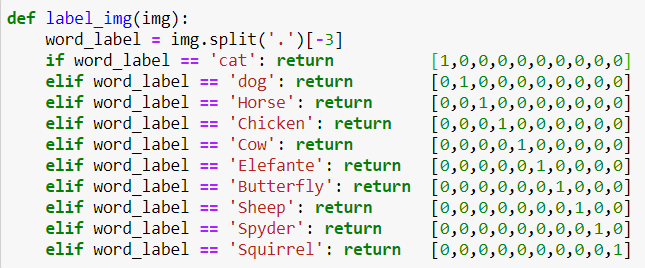 def label_img(img):
    word_label = img.split('.')[-3]
    if word_label == 'cat': return          [1,0,0,0,0,0,0,0,0,0]
    elif word_label == 'dog': return        [0,1,0,0,0,0,0,0,0,0]
    elif word_label == 'Horse': return      [0,0,1,0,0,0,0,0,0,0]
    elif word_label == 'Chicken': return    [0,0,0,1,0,0,0,0,0,0]
    elif word_label == 'Cow': return        [0,0,0,0,1,0,0,0,0,0]
    elif word_label == 'Elefante': return   [0,0,0,0,0,1,0,0,0,0]
    elif word_label == 'Butterfly': return  [0,0,0,0,0,0,1,0,0,0]
    elif word_label == 'Sheep': return      [0,0,0,0,0,0,0,1,0,0]
    elif word_label == 'Spyder': return     [0,0,0,0,0,0,0,0,1,0]
    elif word_label == 'Squirrel': return   [0,0,0,0,0,0,0,0,0,1]